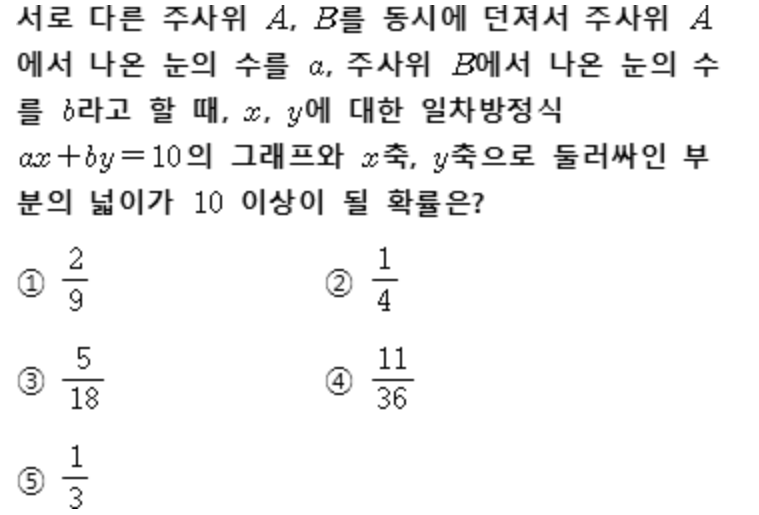 서로 다른 주사위 A, B를 동시에 던져서 주사위 A
에서 나온 눈의 수를 a, 주사위 B에서 나온 눈의 수
를 b라고 할 때, x, y에 대한 일차방정식
ax+by=10의 그래프와 x축, y축으로 둘러싸인 부
분의 넓이가 10 이상이 될 확률은?
① 2/9 ② 1/4
③ 5/18 ④ 11/36
⑤ 1/3